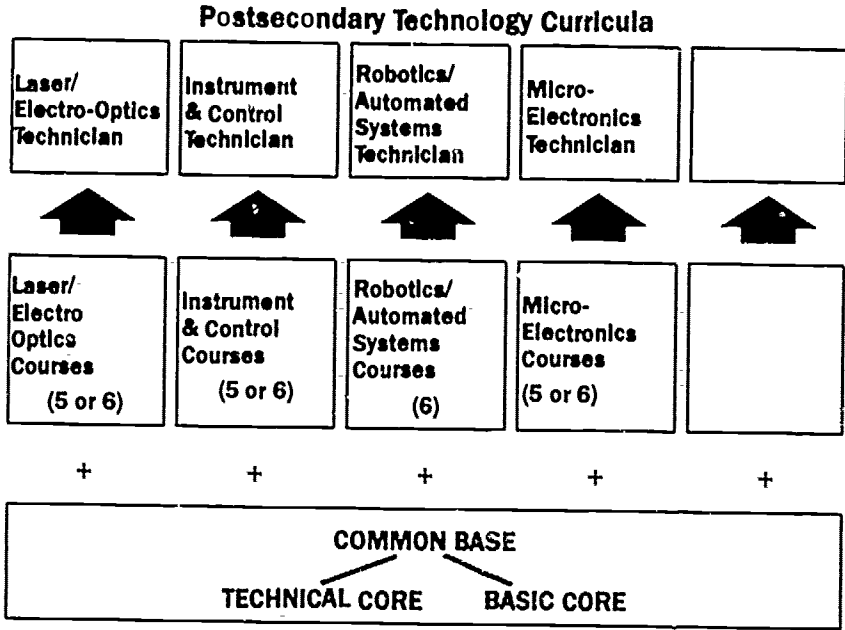 Postsecondary Technology Curricula
Laser/
Electro-Optics
Technician
Instrument
& Control
Technician
Robotics/
Automated
Systems
Technician
Micro-
Electronics
Technician
Laser/
Electro
Optics
Courses
(5 or 6)
Instrument
& Control
Courses
(5 or 6)
Robotics/
Automated
Systems
Courses
(6)
Micro-
Electronics
Courses
(5 or 6)
+ + + + +
COMMON BASE
TECHNICAL CORE BASIC CORE